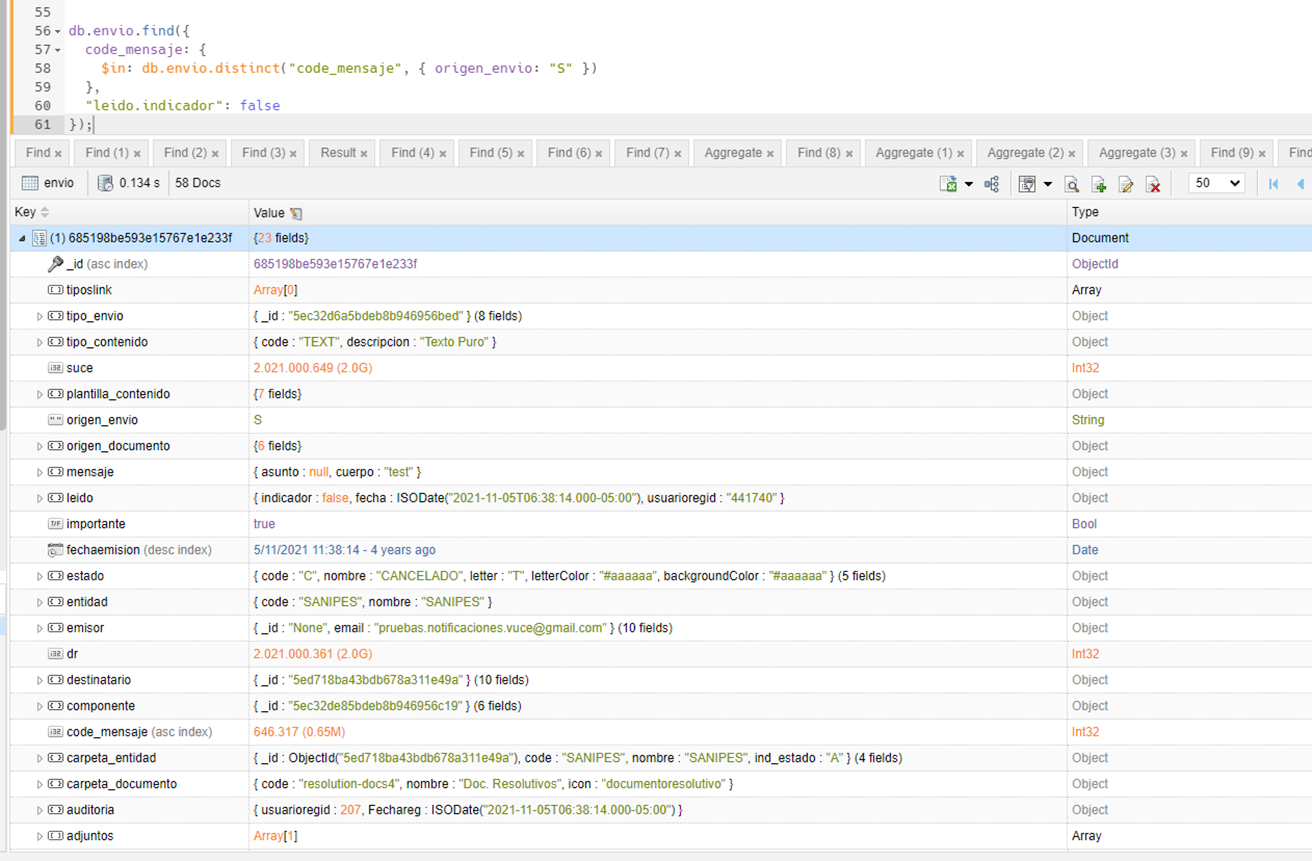 55
56 db.envio.find({
57 code_mensaje: {
58 $in: db.envio.distinct("code_mensaje", { origen_envio: "S" })
59 },
60 "leido.indicador": false
61 });
Find × Find (1) × Find (2) × Find (3) × Result × Find (4) × Find (5) × Find (6) × Find (7) × Aggregate × Find (8) × Aggregate (1) × Aggregate (2) × Aggregate (3) × Find (9) × Find
envio 0.134 s 58 Docs 50
Key Value Type
(1) 685198be593e15767e1e233f {23 fields} Document
_id (asc index) 685198be593e15767e1e233f ObjectId
tiposlink Array[0] Array
tipo_envio { _id : "5ec32d6a5bdeb8b946956bed" } (8 fields) Object
tipo_contenido { code : "TEXT", descripcion : "Texto Puro" } Object
suce 2.021.000.649 (2.0G) Int32
plantilla_contenido {7 fields} Object
origen_envio S String
origen_documento {6 fields} Object
mensaje { asunto : null, cuerpo : "test" } Object
leido { indicador : false, fecha : ISODate("2021-11-05T06:38:14.000-05:00"), usuarioregid : "441740" } Object
importante true Bool
fechaemision (desc index) 5/11/2021 11:38:14 - 4 years ago Date
estado { code : "C", nombre : "CANCELADO", letter : "T", letterColor : "#aaaaaa", backgroundColor : "#aaaaaa" } (5 fields) Object
entidad { code : "SANIPES", nombre : "SANIPES" } Object
emisor { _id : "None", email : "pruebas.notificaciones.vuce@gmail.com" } (10 fields) Object
dr 2.021.000.361 (2.0G) Int32
destinatario { _id : "5ed718ba43bdb678a311e49a" } (10 fields) Object
componente { _id : "5ec32de85bdeb8b946956c19" } (6 fields) Object
code_mensaje (asc index) 646.317 (0.65M) Int32
carpeta_entidad { _id : ObjectId("5ed718ba43bdb678a311e49a"), code : "SANIPES", nombre : "SANIPES", ind_estado : "A" } (4 fields) Object
carpeta_documento { code : "resolution-docs4", nombre : "Doc. Resolutivos", icon : "documentoresolutivo" } Object
auditoria { usuarioregid : 207, Fechareg : ISODate("2021-11-05T06:38:14.000-05:00") } Object
adjuntos Array[1] Array